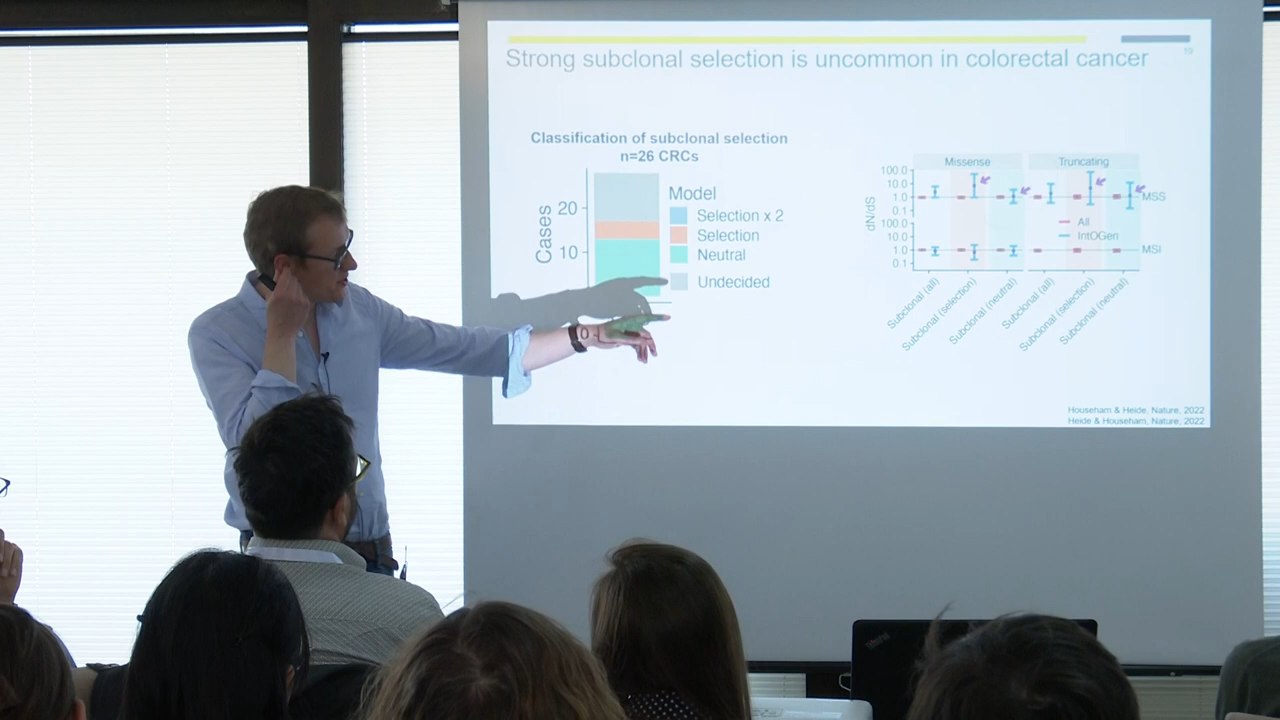 19
Strong subclonal selection is uncommon in colorectal cancer
Classification of subclonal selection
n=26 CRCs
Cases
20
10
Model
Selection x 2
Selection
Neutral
Undecided
Missense
Truncating
dN/dS
100.0
10.0
1.0
0.1
100.0
10.0
1.0
0.1
MSS
MSI
All
IntOGen
Subclonal (all)
Subclonal (selection)
Subclonal (neutral)
Subclonal (all)
Subclonal (selection)
Subclonal (neutral)
Househam & Heide, Nature, 2022
Heide & Househam, Nature, 2022
ThinkPad